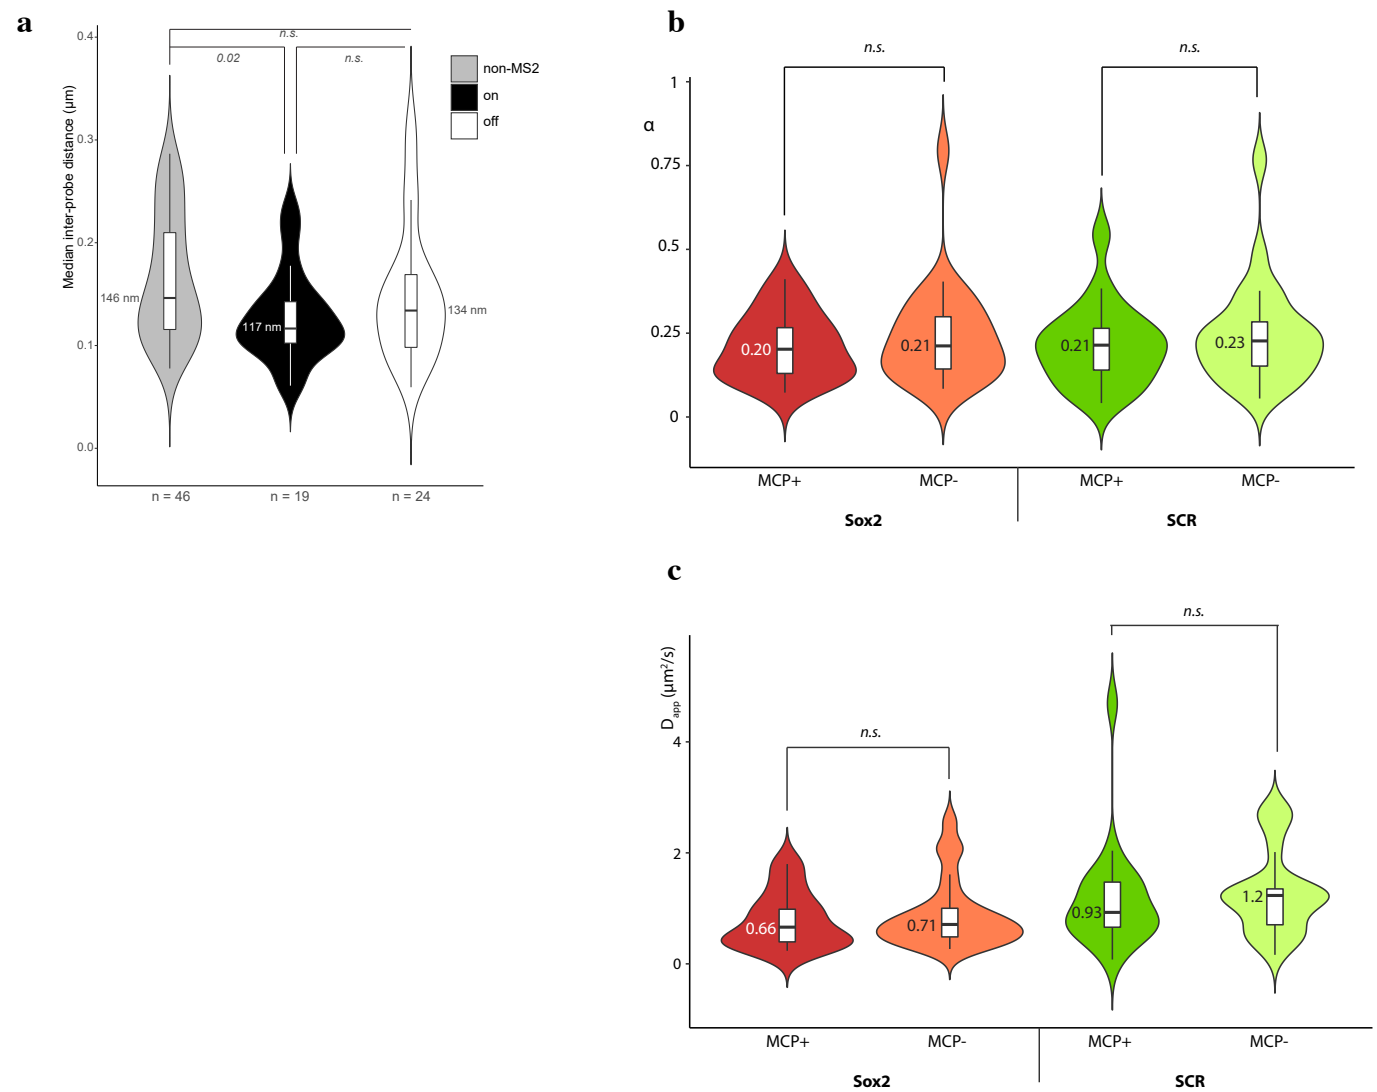 a
n.s.
0.02
n.s.
non-MS2
on
off
Median inter-probe distance (μm)
0.4
0.3
0.2
0.1
0.0
146 nm
117 nm
134 nm
n = 46
n = 19
n = 24
b
n.s.
n.s.
α
1
0.75
0.5
0.25
0
0.20
0.21
0.21
0.23
MCP+
MCP-
MCP+
MCP-
Sox2
SCR
c
n.s.
n.s.
Dapp (μm²/s)
4
2
0
0.66
0.71
0.93
1.2
MCP+
MCP-
MCP+
MCP-
Sox2
SCR